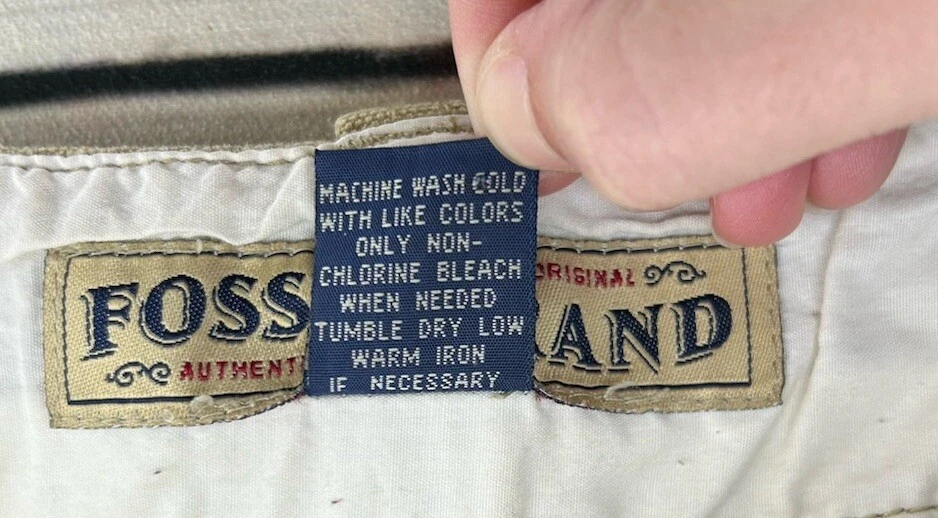 MACHINE WASH COLD
WITH LIKE COLORS
ONLY NON-
CHLORINE BLEACH
WHEN NEEDED
TUMBLE DRY LOW
WARM IRON
IF NECESSARY
FOSS
AUTHENTI
ORIGINAL
RAND